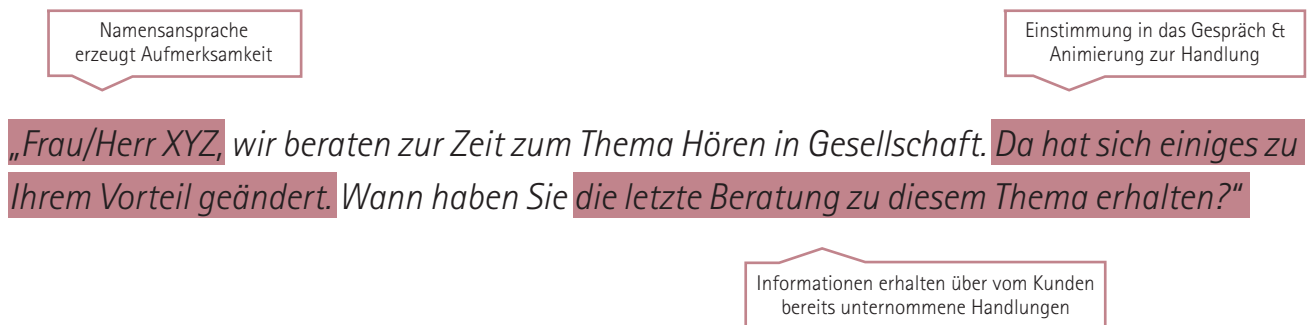 Namensansprache
erzeugt Aufmerksamkeit
Einstimmung in das Gespräch &
Animierung zur Handlung
„Frau/Herr XYZ, wir beraten zur Zeit zum Thema Hören in Gesellschaft. Da hat sich einiges zu
Ihrem Vorteil geändert. Wann haben Sie die letzte Beratung zu diesem Thema erhalten?“
Informationen erhalten über vom Kunden
bereits unternommene Handlungen